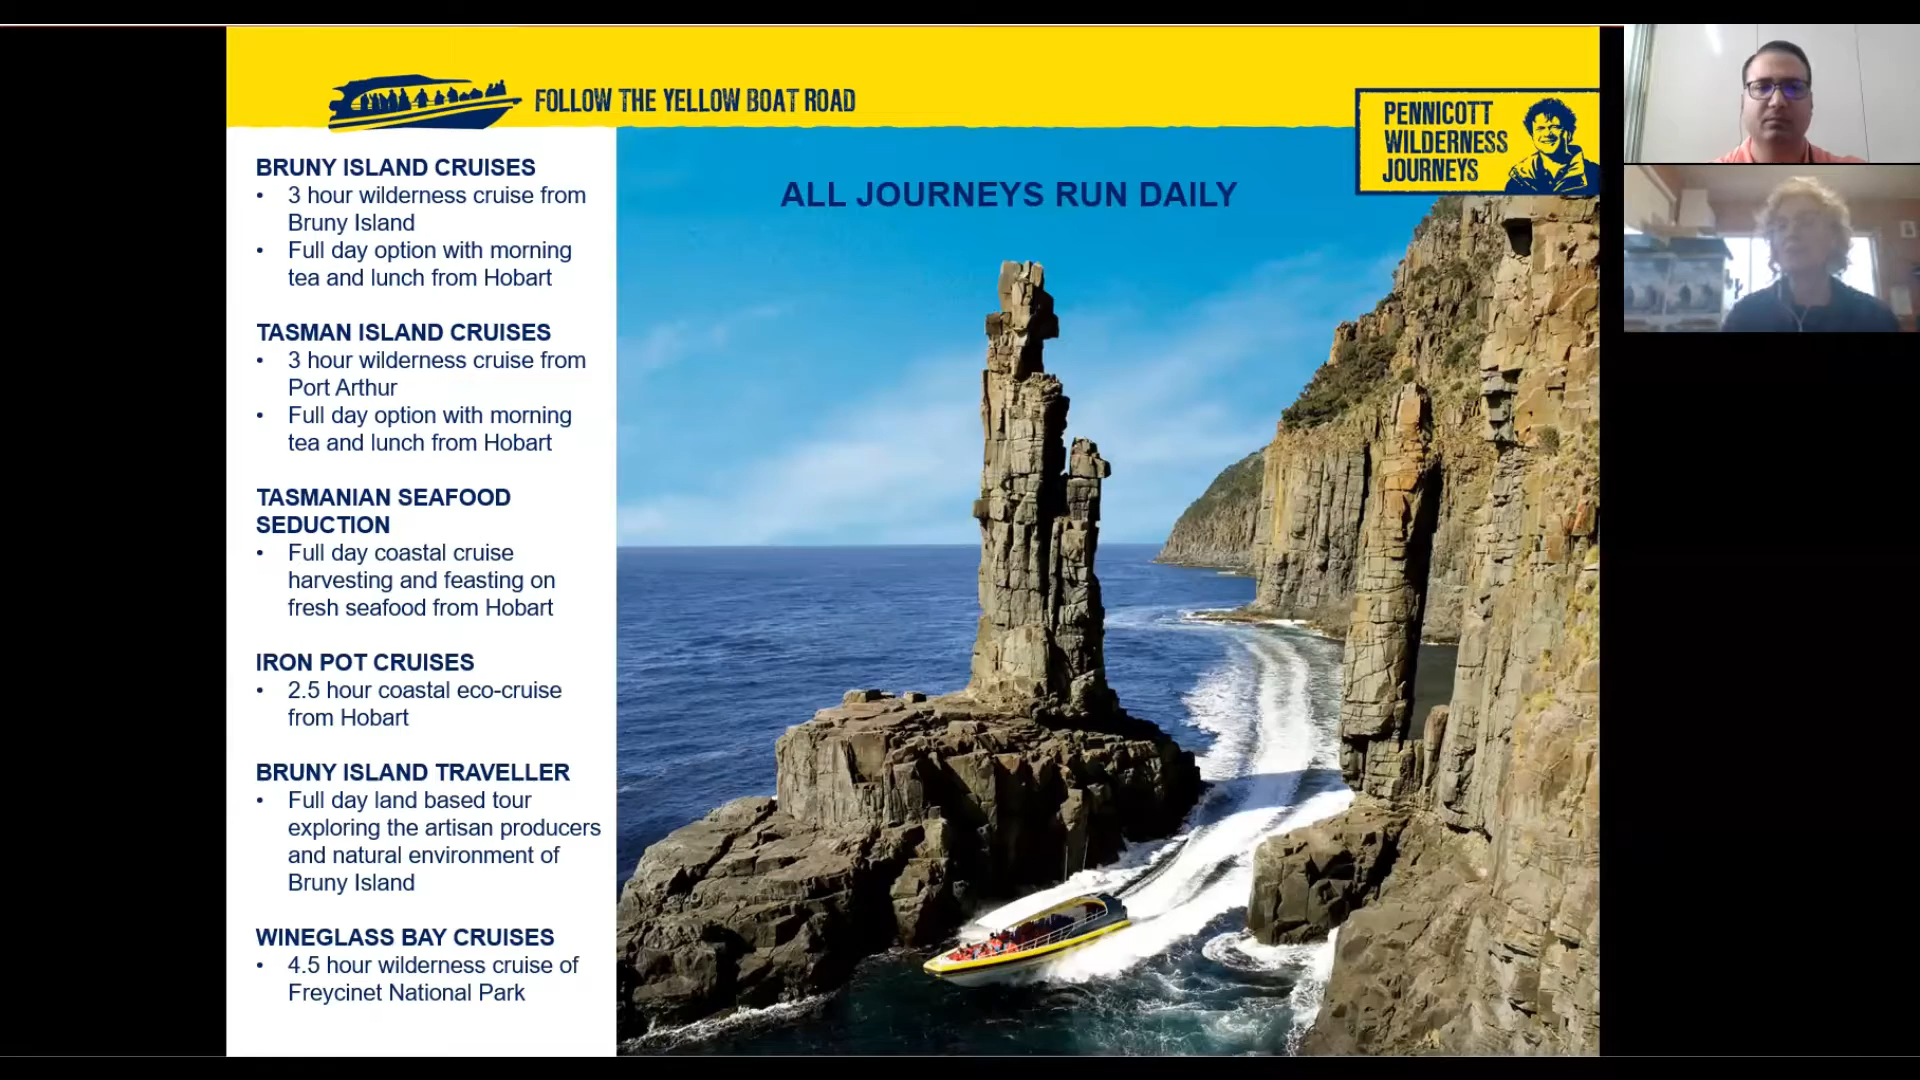 FOLLOW THE YELLOW BOAT ROAD
PENNICOTT
WILDERNESS
JOURNEYS
ALL JOURNEYS RUN DAILY
BRUNY ISLAND CRUISES
• 3 hour wilderness cruise from
Bruny Island
• Full day option with morning
tea and lunch from Hobart
TASMAN ISLAND CRUISES
• 3 hour wilderness cruise from
Port Arthur
• Full day option with morning
tea and lunch from Hobart
TASMANIAN SEAFOOD
SEDUCTION
• Full day coastal cruise
harvesting and feasting on
fresh seafood from Hobart
IRON POT CRUISES
• 2.5 hour coastal eco-cruise
from Hobart
BRUNY ISLAND TRAVELLER
• Full day land based tour
exploring the artisan producers
and natural environment of
Bruny Island
WINEGLASS BAY CRUISES
• 4.5 hour wilderness cruise of
Freycinet National Park